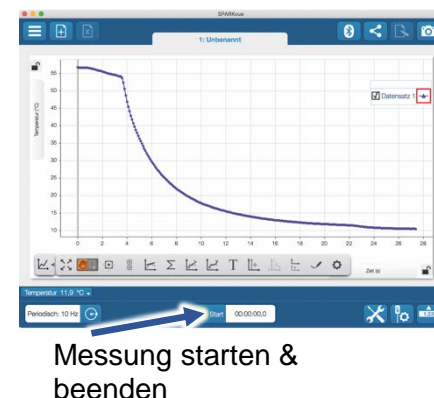 SPARKvue
1: Unbenannt
Temperatur (°C)
55
50
45
40
35
30
25
20
15
10
Datensatz 1
0 2 4 6 8 10 12 14 16 18 20 22 24 26 28
Σ T
Zeit (s)
Temperatur 11,9 °C
Periodisch: 10 Hz
Start
00:00:00,0
Messung starten &
beenden